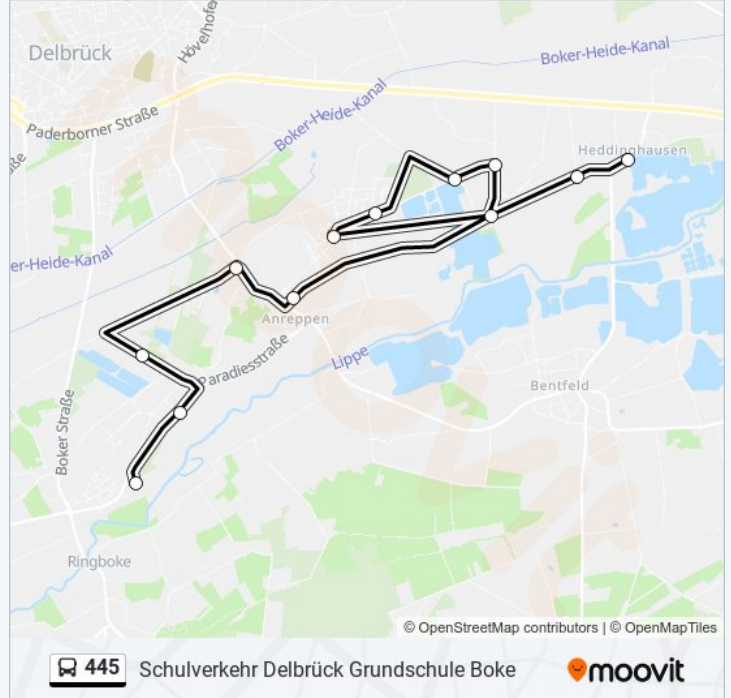 Hövelhofer
Delbrück
Boker-Heide-Kanal
Boker-Heide-Kanal
Paderborner Straße
aße
Heddinghausen
er-Heide-Kanal
Anreppen
Paradiesstraße
Lippe
Bentfeld
Boker Straße
Ringboke
© OpenStreetMap contributors | © OpenMapTiles
445 Schulverkehr Delbrück Grundschule Boke moovit